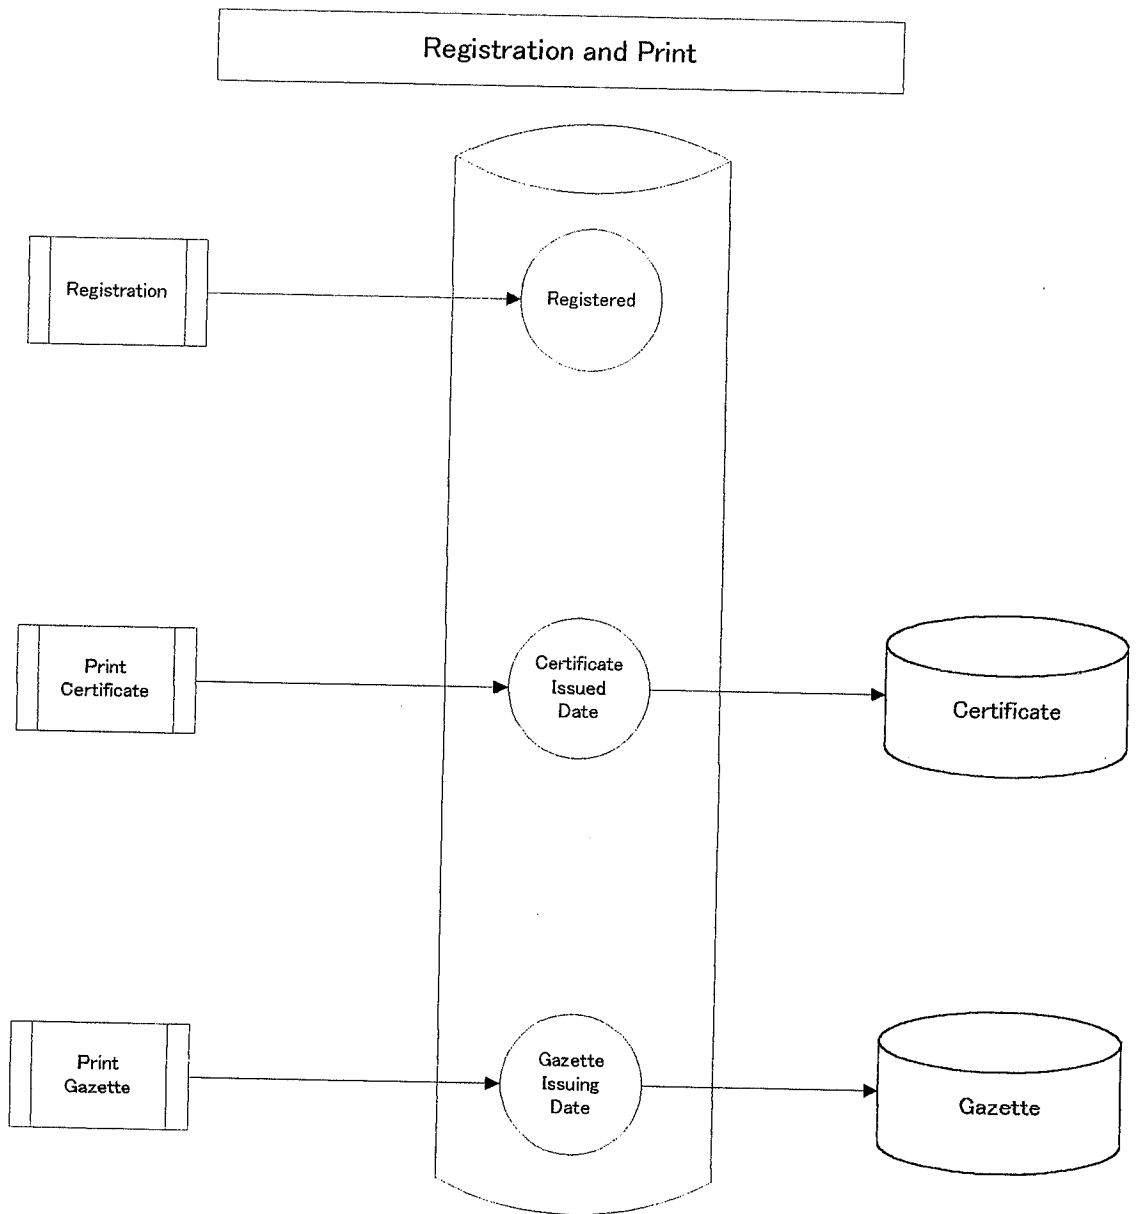 Registration and Print
Registration
Registered
Print
Certificate
Certificate
Issued
Date
Certificate
Print
Gazette
Gazette
Issuing
Date
Gazette